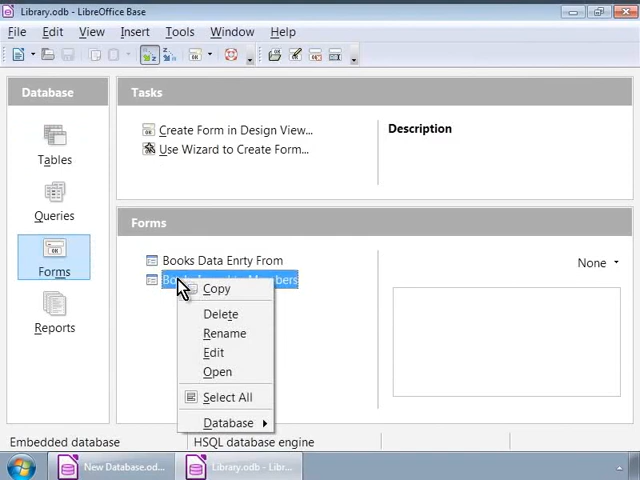 Library.odb - LibreOffice Base
File Edit View Insert Tools Window Help
Database
Tasks
Create Form in Design View...
Use Wizard to Create Form...
Description
Tables
Queries
Forms
Reports
Forms
Books Data Enrty From
None
Copy
Delete
Rename
Edit
Open
Select All
Database
Embedded database
HSQL database engine
New Database.od...
Library.odb - Libr...